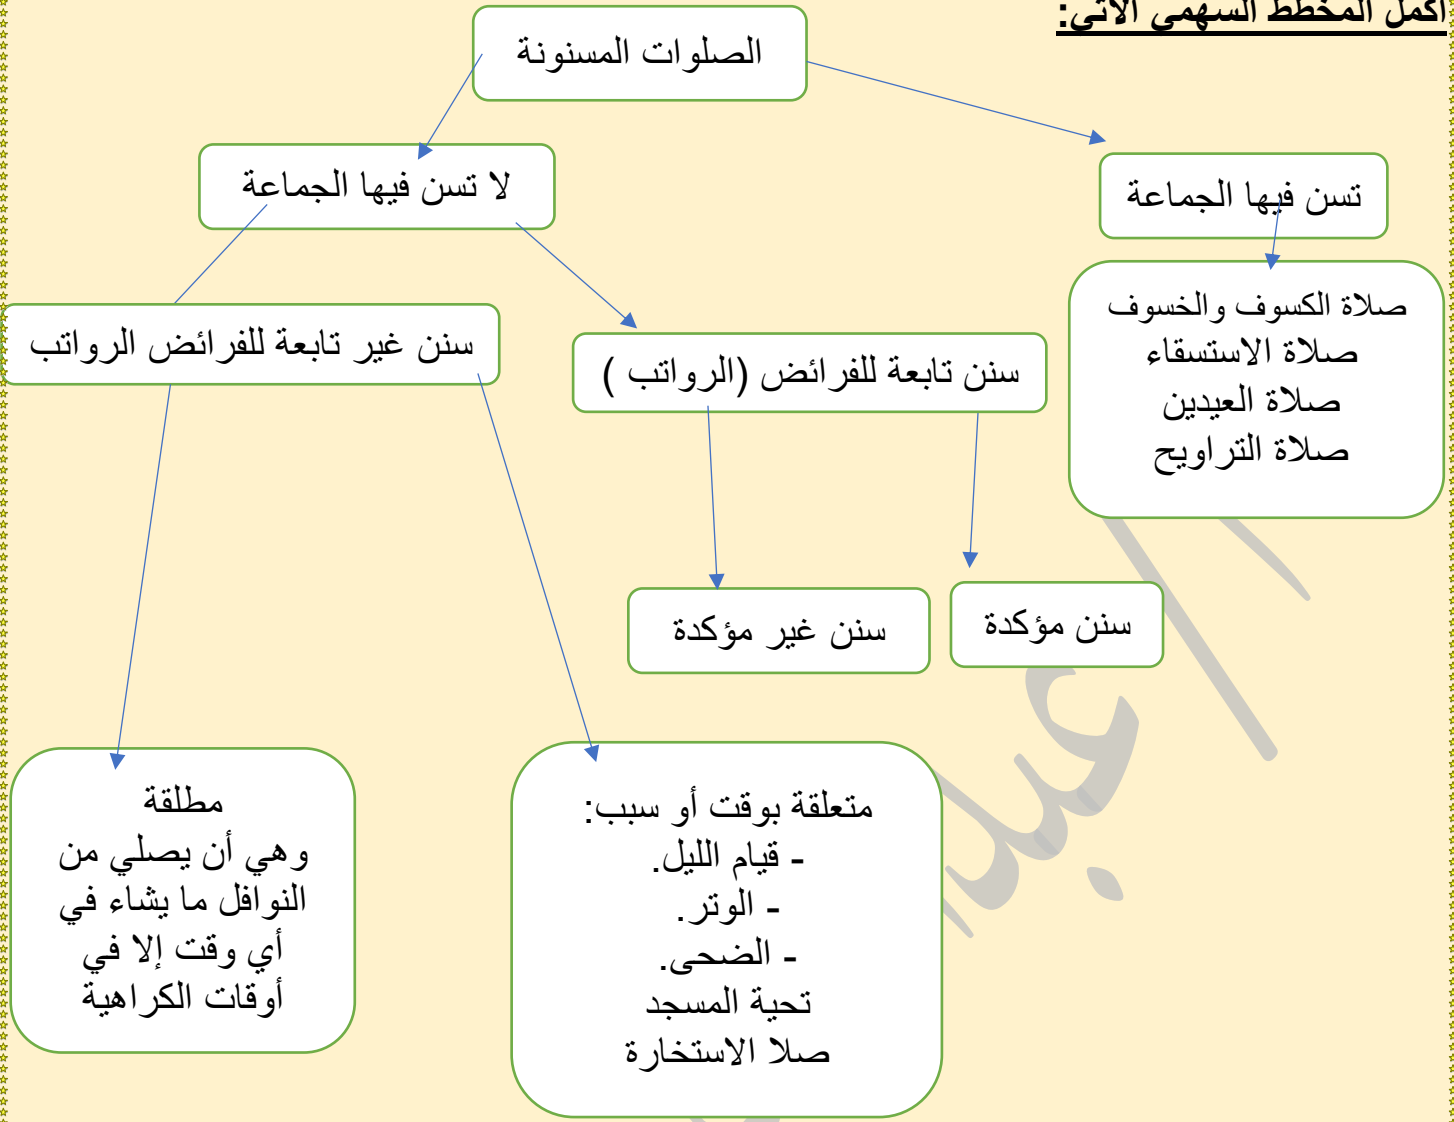 أكمل المخطط السهمي الآتي:
الصلوات المسنونة
تسن فيها الجماعة
لا تسن فيها الجماعة
صلاة الكسوف والخسوف
صلاة الاستسقاء
صلاة العيدين
صلاة التراويح
سنن تابعة للفرائض (الرواتب )
سنن غير تابعة للفرائض الرواتب
سنن مؤكدة
سنن غير مؤكدة
متعلقة بوقت أو سبب:
- قيام الليل.
- الوتر.
- الضحى.
تحية المسجد
صلا الاستخارة
مطلقة
وهي أن يصلي من
النوافل ما يشاء في
أي وقت إلا في
أوقات الكراهية